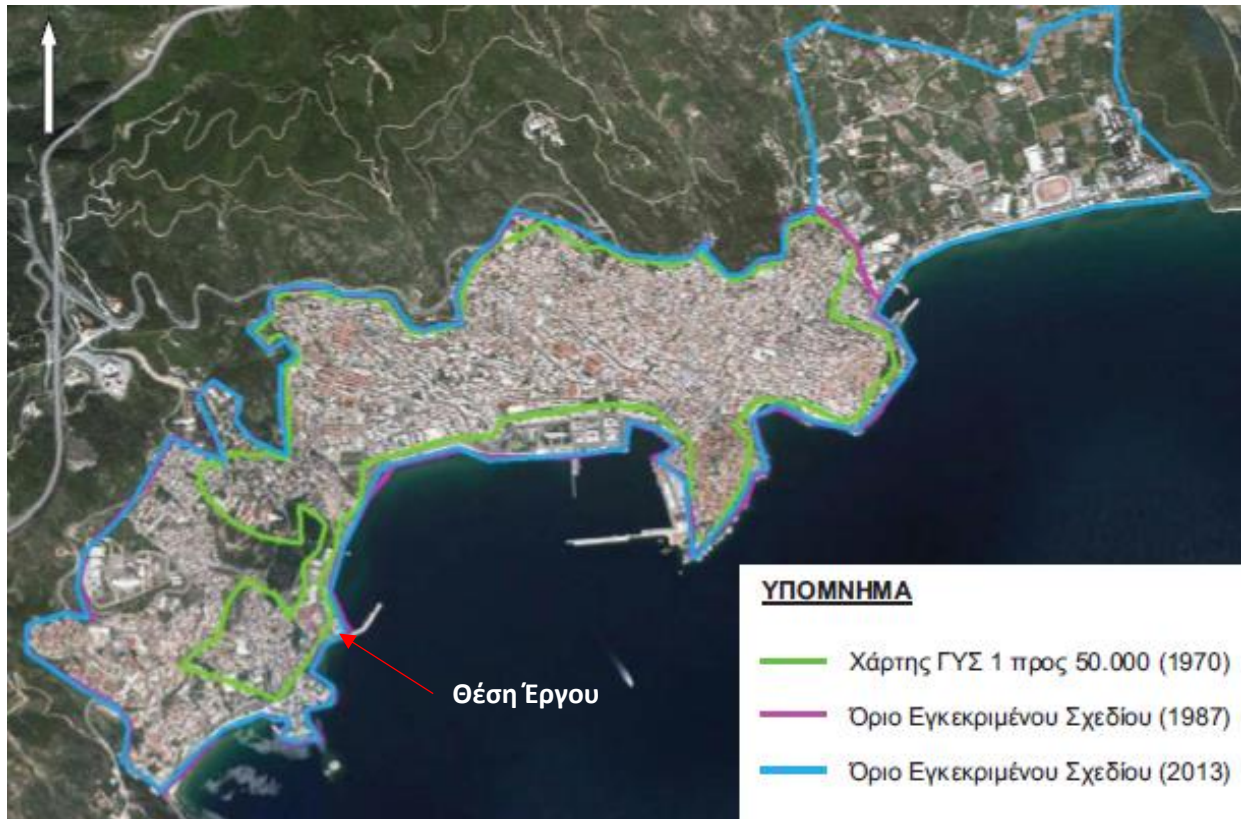 Θέση Έργου
ΥΠΟΜΝΗΜΑ
Χάρτης ΓΥΣ 1 προς 50.000 (1970)
Όριο Εγκεκριμένου Σχεδίου (1987)
Όριο Εγκεκριμένου Σχεδίου (2013)